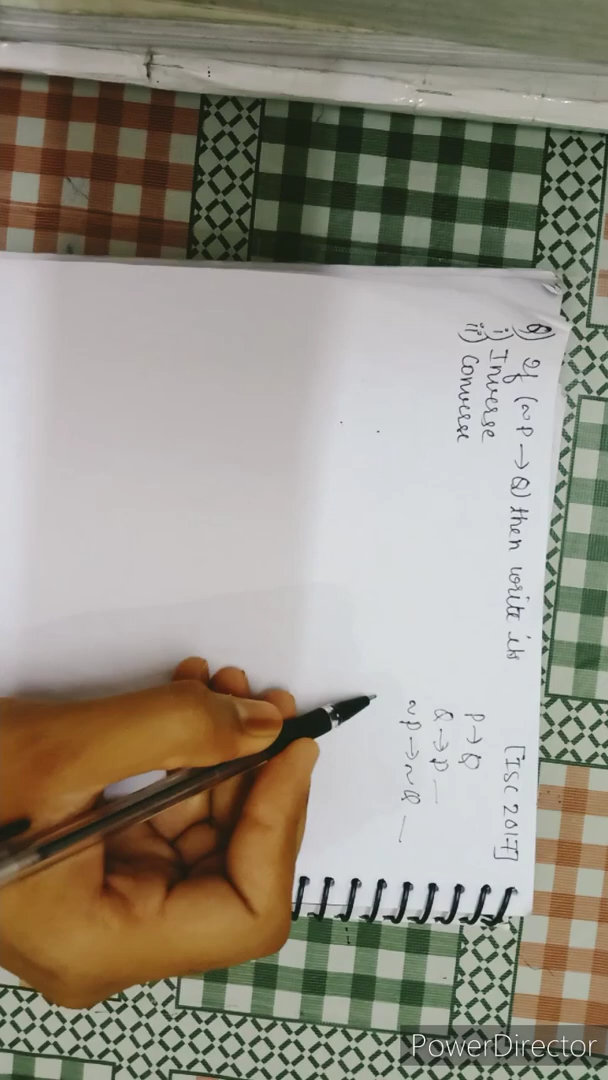 Q) If (~P → Q) then write its [ISC 2017]
i) Inverse
ii) Converse
P → Q
Q → P —
~P → ~Q —
PowerDirector